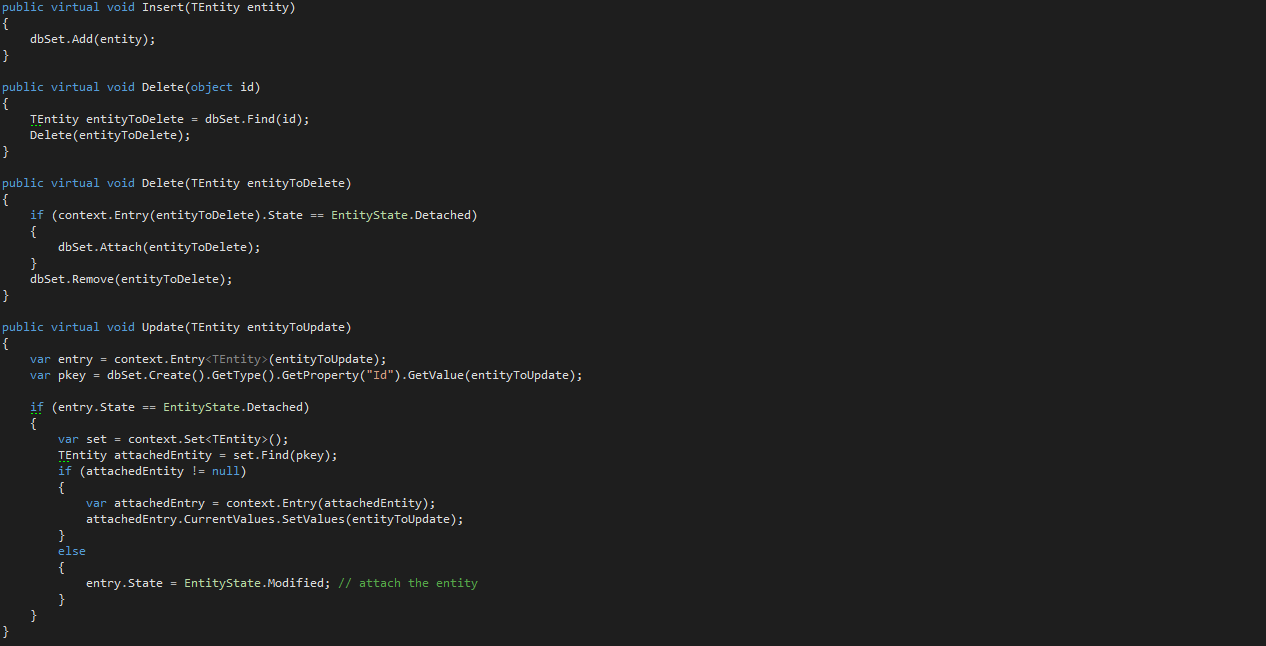 public virtual void Insert(TEntity entity)
{
    dbSet.Add(entity);
}

public virtual void Delete(object id)
{
    TEntity entityToDelete = dbSet.Find(id);
    Delete(entityToDelete);
}

public virtual void Delete(TEntity entityToDelete)
{
    if (context.Entry(entityToDelete).State == EntityState.Detached)
    {
        dbSet.Attach(entityToDelete);
    }
    dbSet.Remove(entityToDelete);
}

public virtual void Update(TEntity entityToUpdate)
{
    var entry = context.Entry<TEntity>(entityToUpdate);
    var pkey = dbSet.Create().GetType().GetProperty("Id").GetValue(entityToUpdate);

    if (entry.State == EntityState.Detached)
    {
        var set = context.Set<TEntity>();
        TEntity attachedEntity = set.Find(pkey);
        if (attachedEntity != null)
        {
            var attachedEntry = context.Entry(attachedEntity);
            attachedEntry.CurrentValues.SetValues(entityToUpdate);
        }
        else
        {
            entry.State = EntityState.Modified; // attach the entity
        }
    }
}